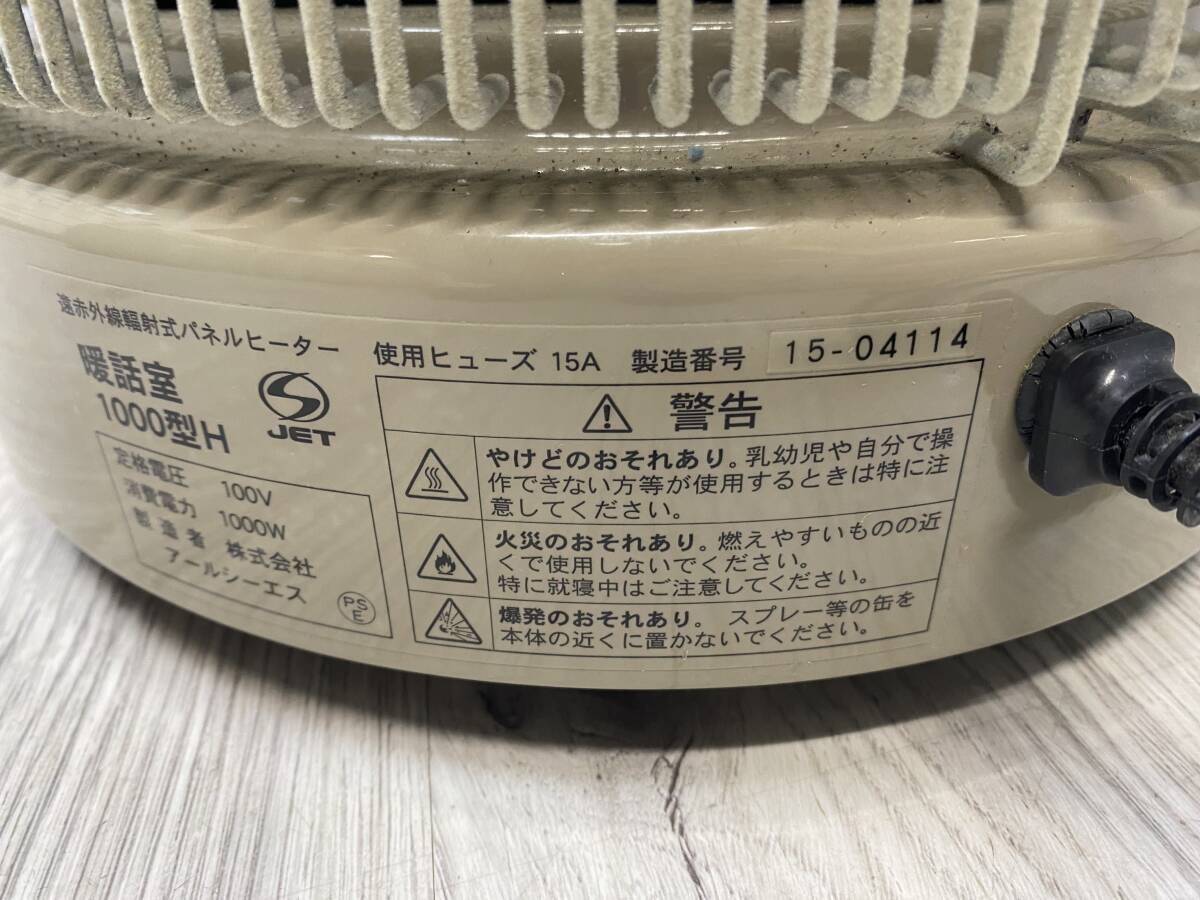 遠赤外線輻射式パネルヒーター
暖話室
1000型H
JET
定格電圧 100V
消費電力 1000W
製造者 株式会社
アールシーエス
PS
E
使用ヒューズ 15A 製造番号 15-04114
警告
やけどのおそれあり。乳幼児や自分で操
作できない方等が使用するときは特に注
意してください。
火災のおそれあり。燃えやすいものの近
くで使用しないでください。
特に就寝中はご注意してください。
爆発のおそれあり。 スプレー等の缶を
本体の近くに置かないでください。